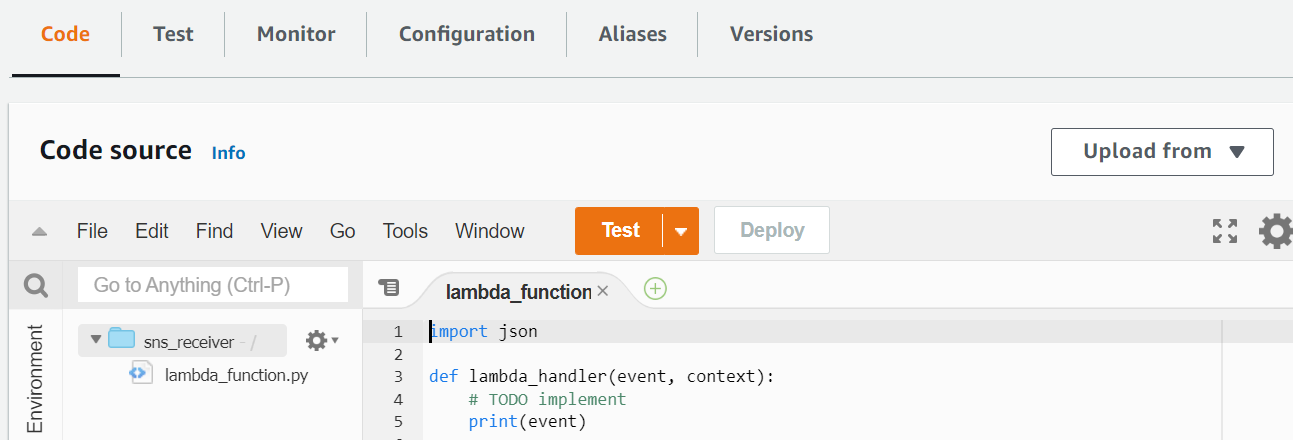 Code Test Monitor Configuration Aliases Versions
Code source Info Upload from
File Edit Find View Go Tools Window Test Deploy
Go to Anything (Ctrl-P)
lambda_function
Environment
sns_receiver - /
lambda_function.py
1 import json
2
3 def lambda_handler(event, context):
4 # TODO implement
5 print(event)